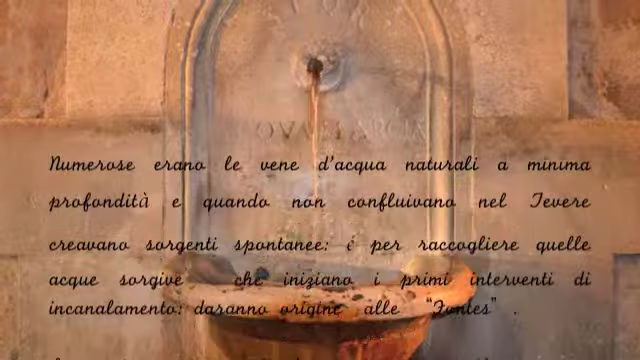 Numerose erano le vene d'acqua naturali a minima
profondità e quando non confluivano nel Tevere
creavano sorgenti spontanee: é per raccogliere quelle
acque sorgive che iniziano i primi interventi di
incanalamento: daranno origine alle “Fontes” .